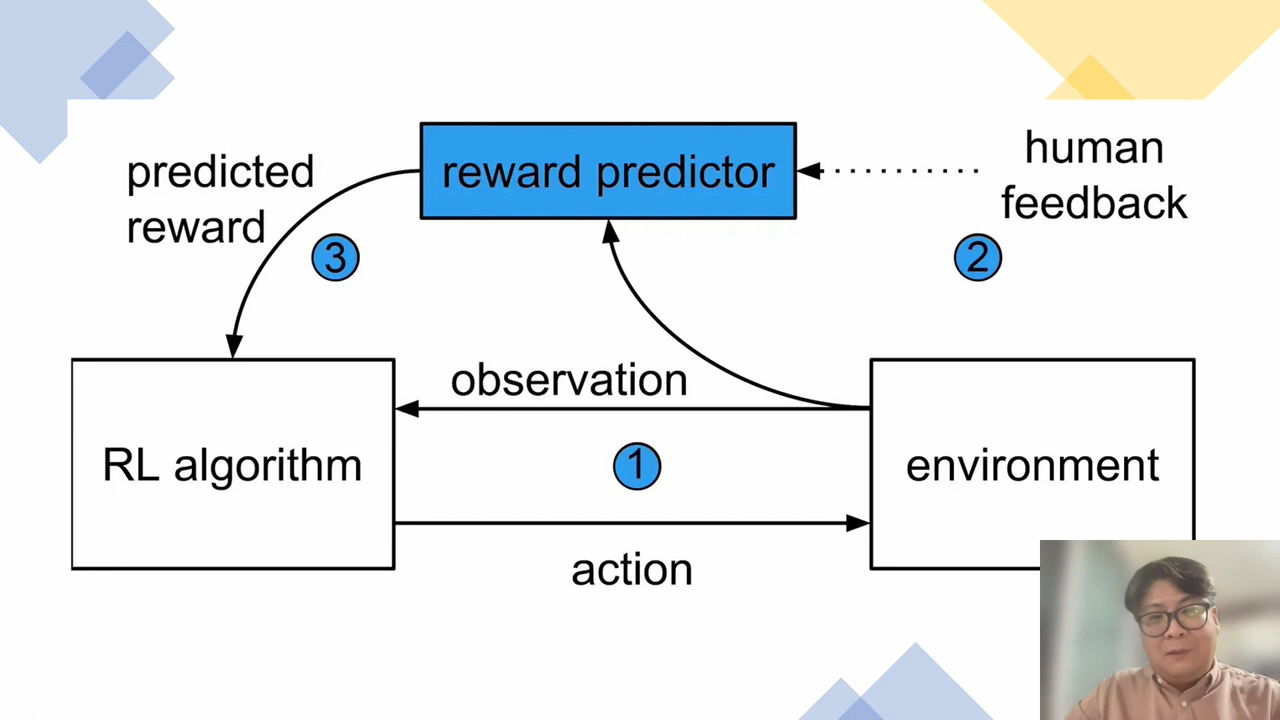 human
feedback
predicted
reward
reward predictor
3
2
observation
RL algorithm
1
environment
action